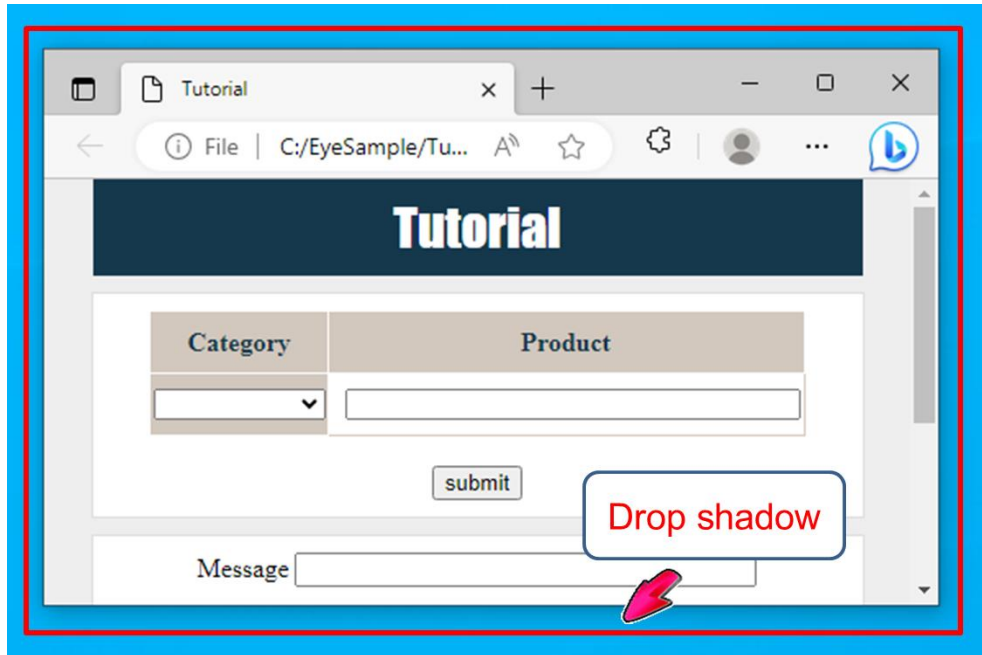 Tutorial
File | C:/EyeSample/Tu...
Tutorial
Category Product
submit
Drop shadow
Message